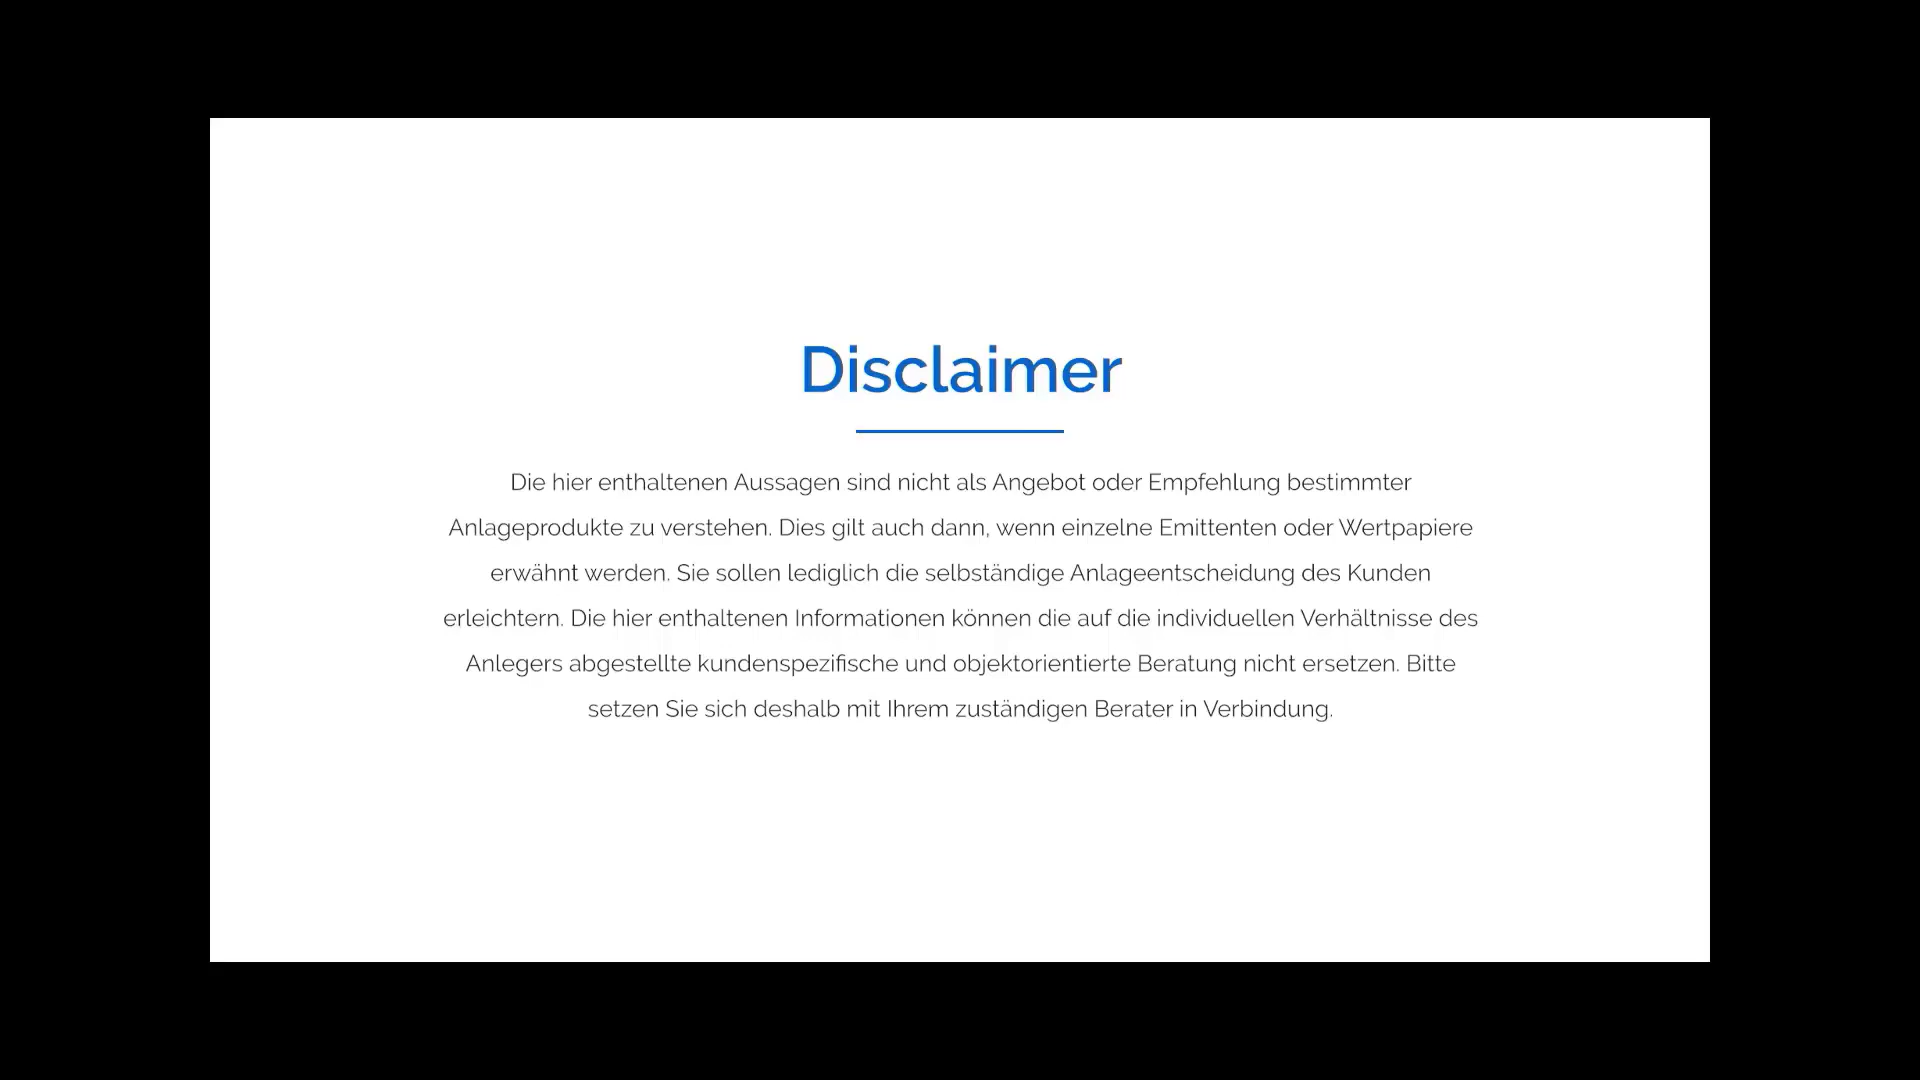 Disclaimer
Die hier enthaltenen Aussagen sind nicht als Angebot oder Empfehlung bestimmter
Anlageprodukte zu verstehen. Dies gilt auch dann, wenn einzelne Emittenten oder Wertpapiere
erwähnt werden. Sie sollen lediglich die selbständige Anlageentscheidung des Kunden
erleichtern. Die hier enthaltenen Informationen können die auf die individuellen Verhältnisse des
Anlegers abgestellte kundenspezifische und objektorientierte Beratung nicht ersetzen. Bitte
setzen Sie sich deshalb mit Ihrem zuständigen Berater in Verbindung.